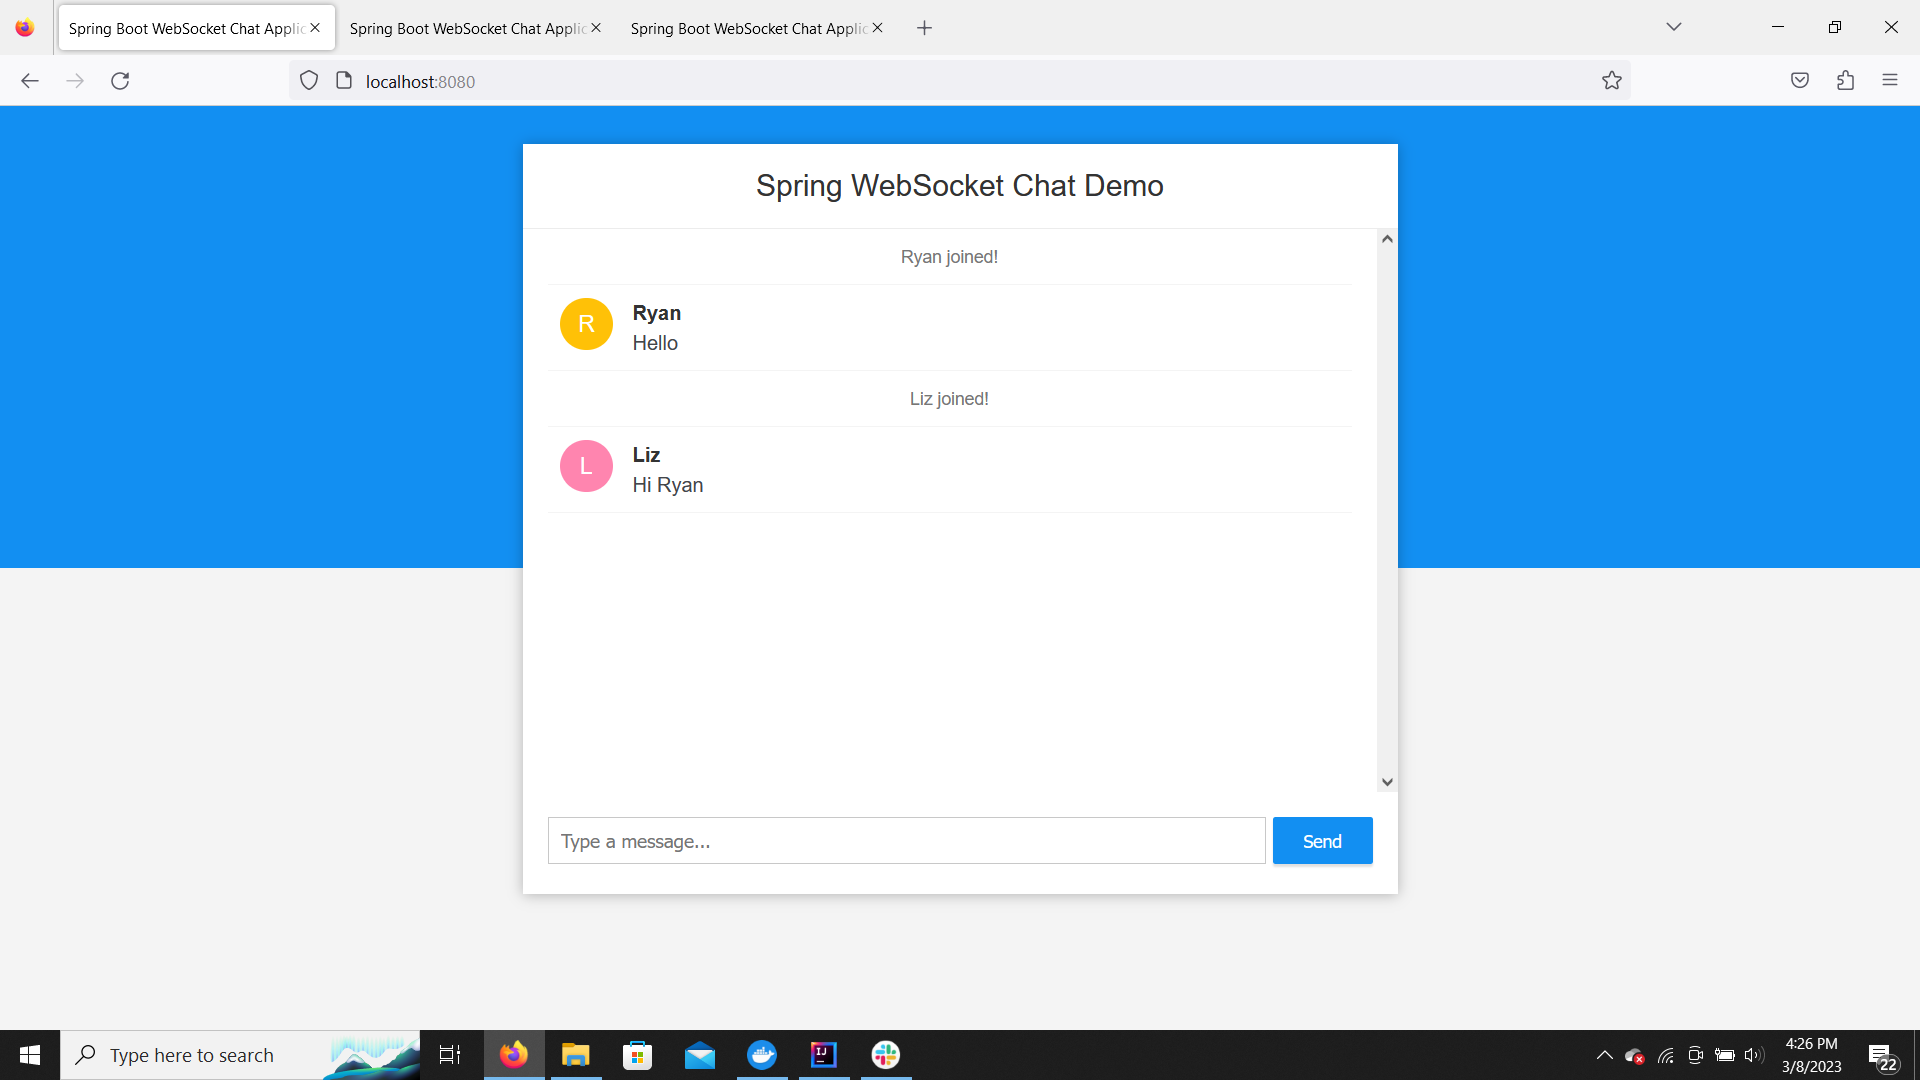 Spring Boot WebSocket Chat Applic
Spring Boot WebSocket Chat Applic
Spring Boot WebSocket Chat Applic
localhost:8080
Spring WebSocket Chat Demo
Ryan joined!
R
Ryan
Hello
Liz joined!
L
Liz
Hi Ryan
Type a message...
Send
Type here to search
IJ
4:26 PM
3/8/2023
22